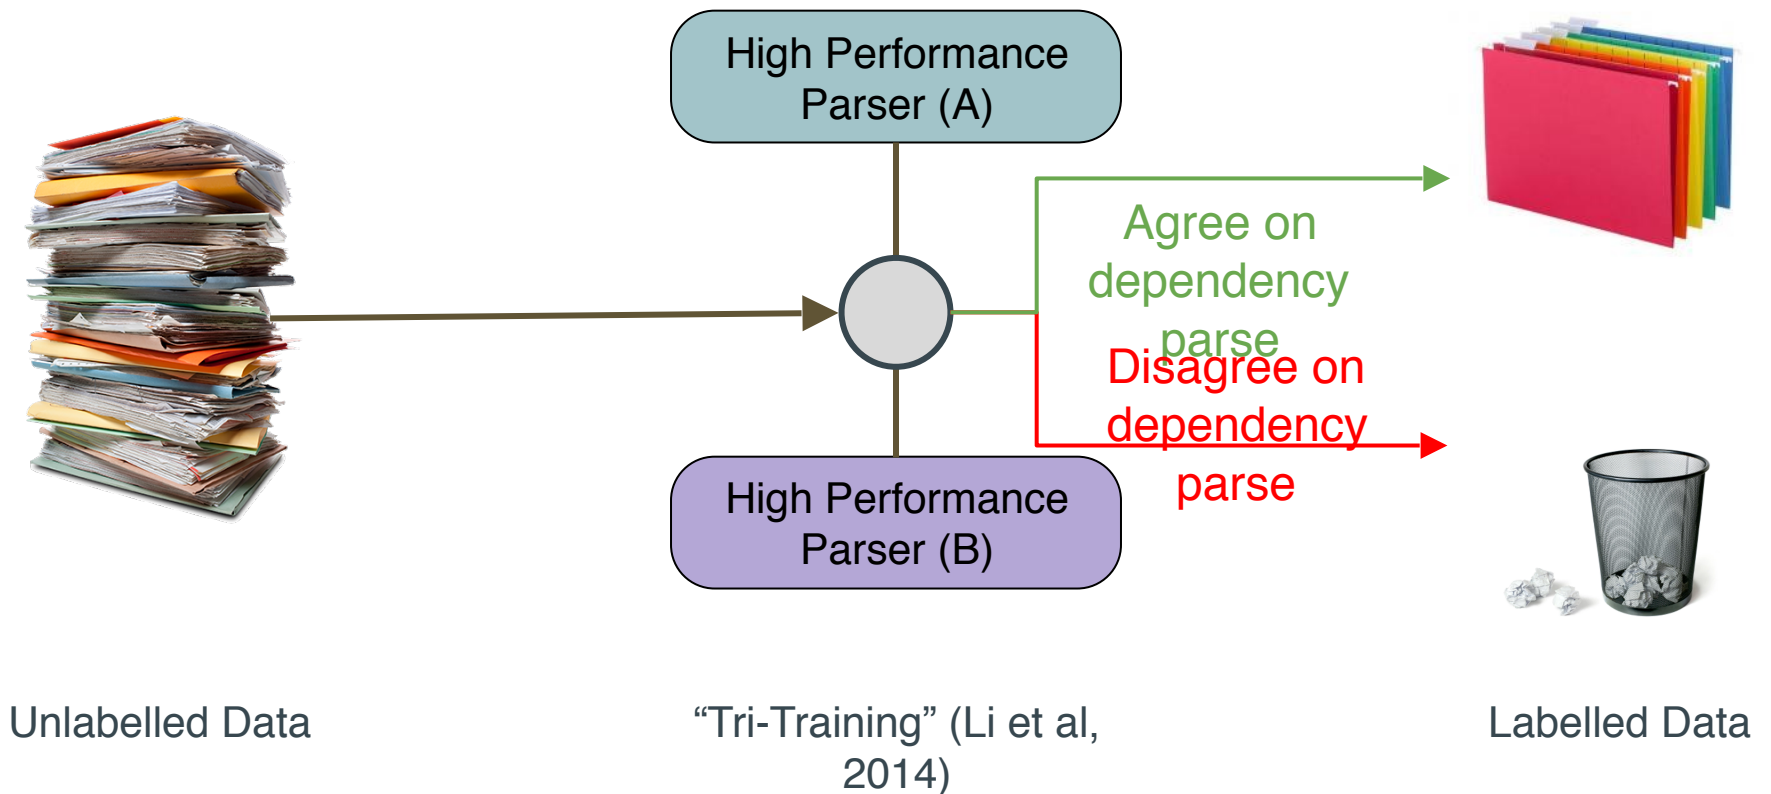 High Performance
Parser (A)
Agree on
dependency
parse
Disagree on
dependency
parse
High Performance
Parser (B)
Unlabelled Data
“Tri-Training” (Li et al,
2014)
Labelled Data